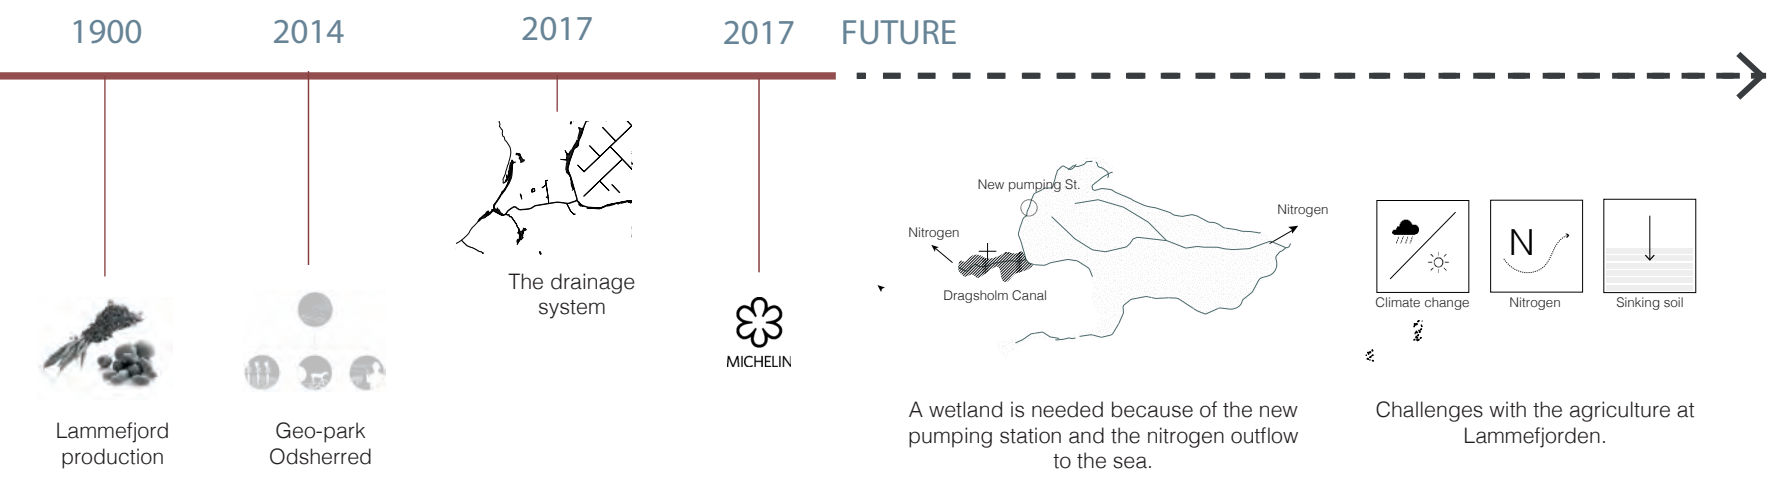 1900
2014
2017
2017
FUTURE
Lammefjord
production
Geo-park
Odsherred
The drainage
system
MICHELIN
New pumping St.
Nitrogen
Nitrogen
Dragsholm Canal
A wetland is needed because of the new
pumping station and the nitrogen outflow
to the sea.
N
Climate change
Nitrogen
Sinking soil
Challenges with the agriculture at
Lammefjorden.